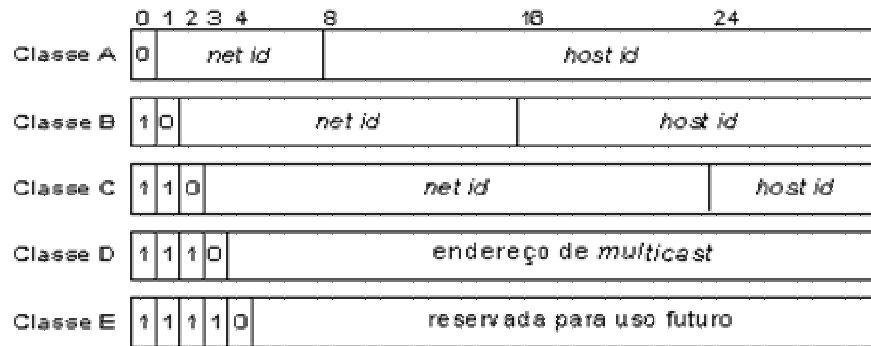 0 1 2 3 4 8 16 24
Classe A 0 net id host id
Classe B 1 0 net id host id
Classe C 1 1 0 net id host id
Classe D 1 1 1 0 endereço de multicast
Classe E 1 1 1 1 0 reservada para uso futuro